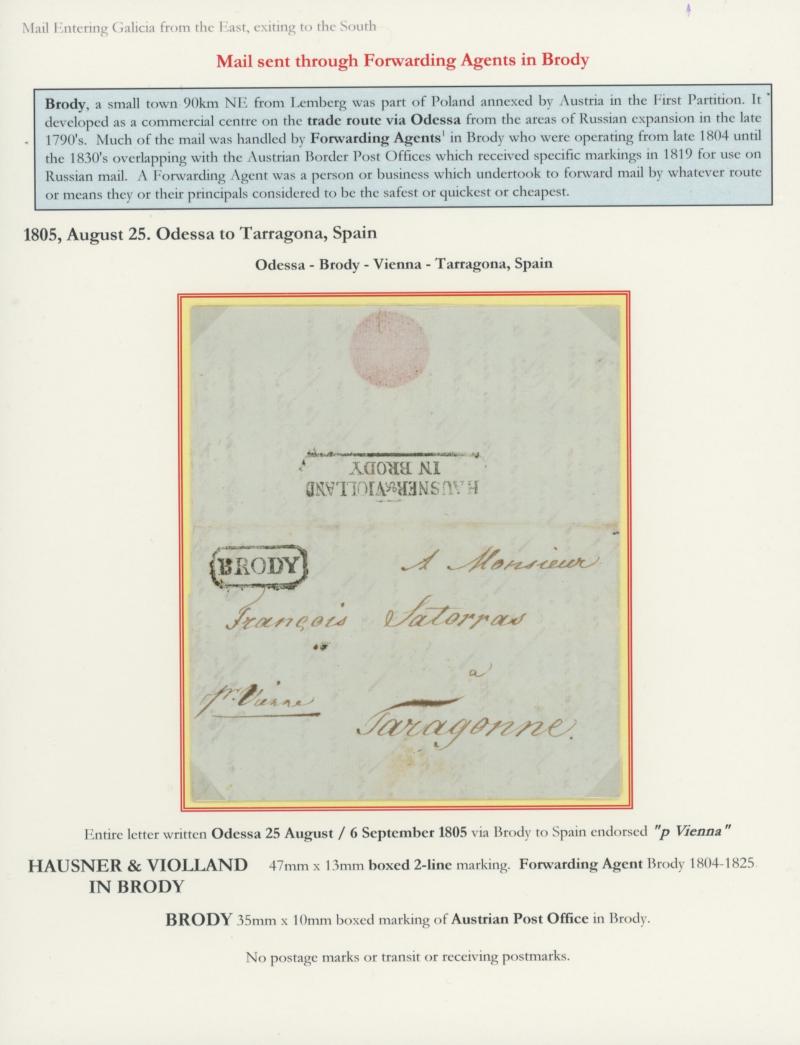 Mail Entering Galicia from the East, exiting to the South
Mail sent through Forwarding Agents in Brody
Brody, a small town 90km NE from Lemberg was part of Poland annexed by Austria in the First Partition. It
developed as a commercial centre on the trade route via Odessa from the areas of Russian expansion in the late
1790's. Much of the mail was handled by Forwarding Agents¹ in Brody who were operating from late 1804 until
the 1830's overlapping with the Austrian Border Post Offices which received specific markings in 1819 for use on
Russian mail. A Forwarding Agent was a person or business which undertook to forward mail by whatever route
or means they or their principals considered to be the safest or quickest or cheapest.
1805, August 25. Odessa to Tarragona, Spain
Odessa - Brody - Vienna - Tarragona, Spain
HAUSNER & VIOLLAND
IN BRODY
BRODY
A Monsieur
François Satorras
a
pr. Vienne
Taragonne.
Entire letter written Odessa 25 August / 6 September 1805 via Brody to Spain endorsed "p Vienna"
HAUSNER & VIOLLAND 47mm x 13mm boxed 2-line marking. Forwarding Agent Brody 1804-1825
IN BRODY
BRODY 35mm x 10mm boxed marking of Austrian Post Office in Brody.
No postage marks or transit or receiving postmarks.